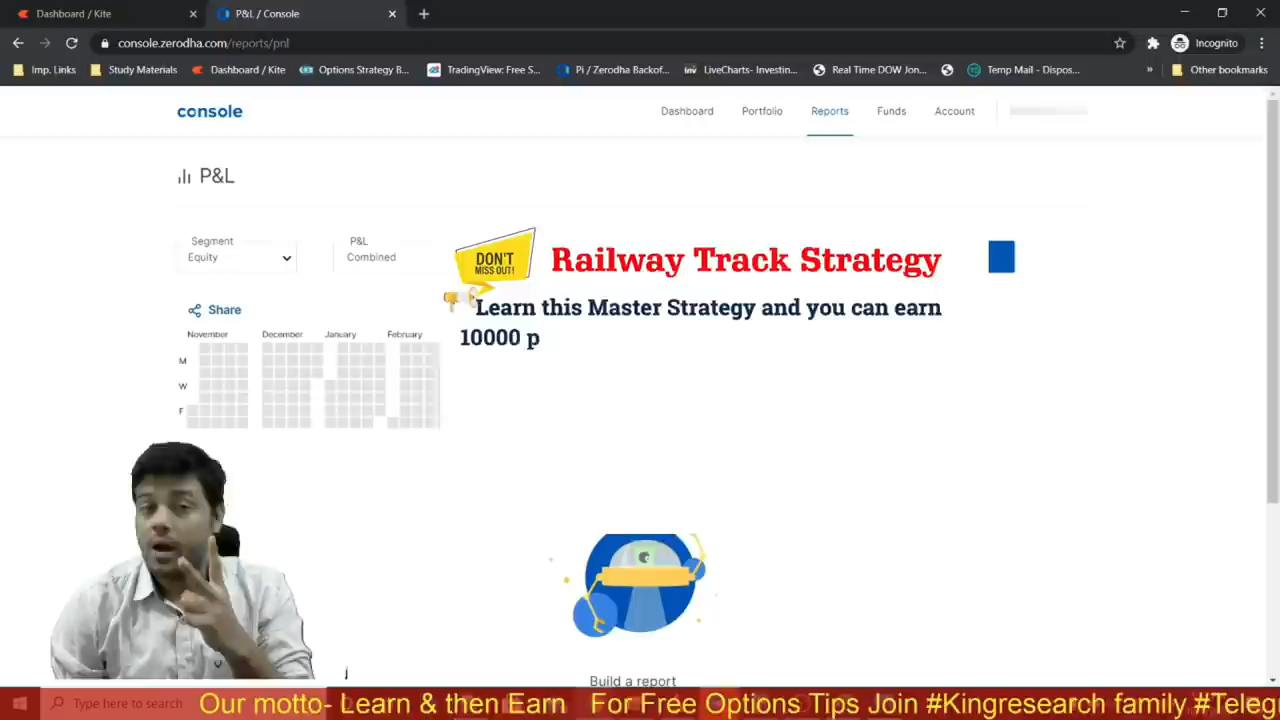 Dashboard / Kite
P&L / Console
console.zerodha.com/reports/pnl
Incognito
Imp. Links
Study Materials
Dashboard / Kite
Options Strategy B...
TradingView: Free S...
Pi / Zerodha Backof...
LiveCharts- Investin...
Real Time DOW Jon...
Temp Mail - Dispos...
»
Other bookmarks
console
Dashboard
Portfolio
Reports
Funds
Account
P&L
Segment
Equity
P&L
Combined
DON'T
MISS OUT!
Railway Track Strategy
Learn this Master Strategy and you can earn
10000 p
Share
November
December
January
February
M
W
F
Build a report
Type here to search
Our motto- Learn & then Earn
For Free Options Tips Join #Kingresearch family #Teleg